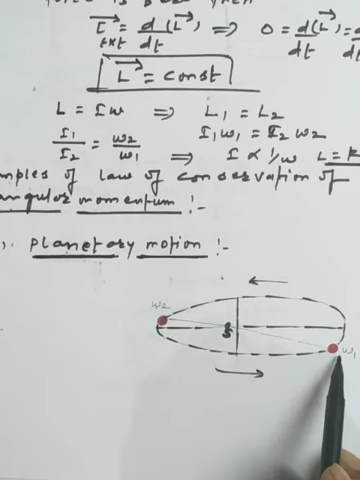 τ⃗ext = d/dt (L⃗) ⇒ 0 = d(L⃗)/dt =
L⃗ = const
L = Iω ⇒ L₁ = L₂
I₁/I₂ = ω₂/ω₁ I₁ω₁ = I₂ω₂
⇒ I ∝ 1/ω L = k
mples of law of conservation of
angular momentum :-
Planetary motion :-
ω₂
S
ω₁